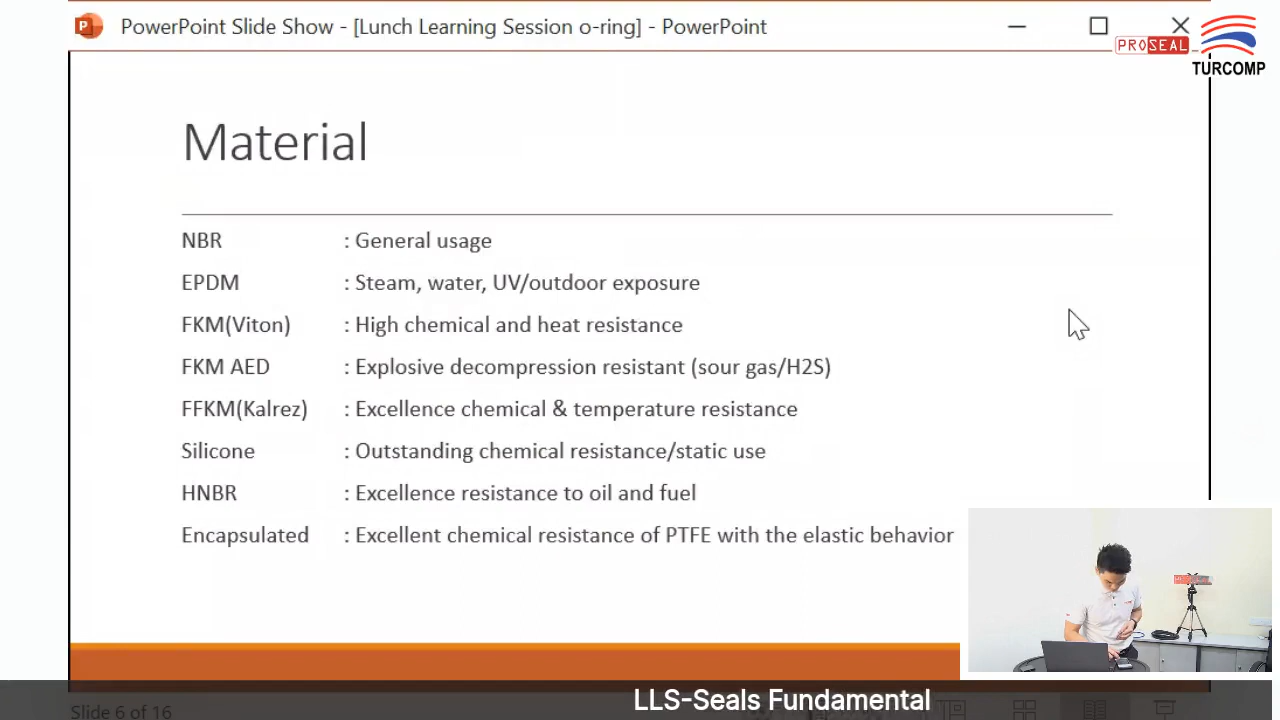 PowerPoint Slide Show - [Lunch Learning Session o-ring] - PowerPoint
PROSEAL
TURCOMP
Material
NBR : General usage
EPDM : Steam, water, UV/outdoor exposure
FKM(Viton) : High chemical and heat resistance
FKM AED : Explosive decompression resistant (sour gas/H2S)
FFKM(Kalrez) : Excellence chemical & temperature resistance
Silicone : Outstanding chemical resistance/static use
HNBR : Excellence resistance to oil and fuel
Encapsulated : Excellent chemical resistance of PTFE with the elastic behavior
LLS-Seals Fundamental
Slide 6 of 16